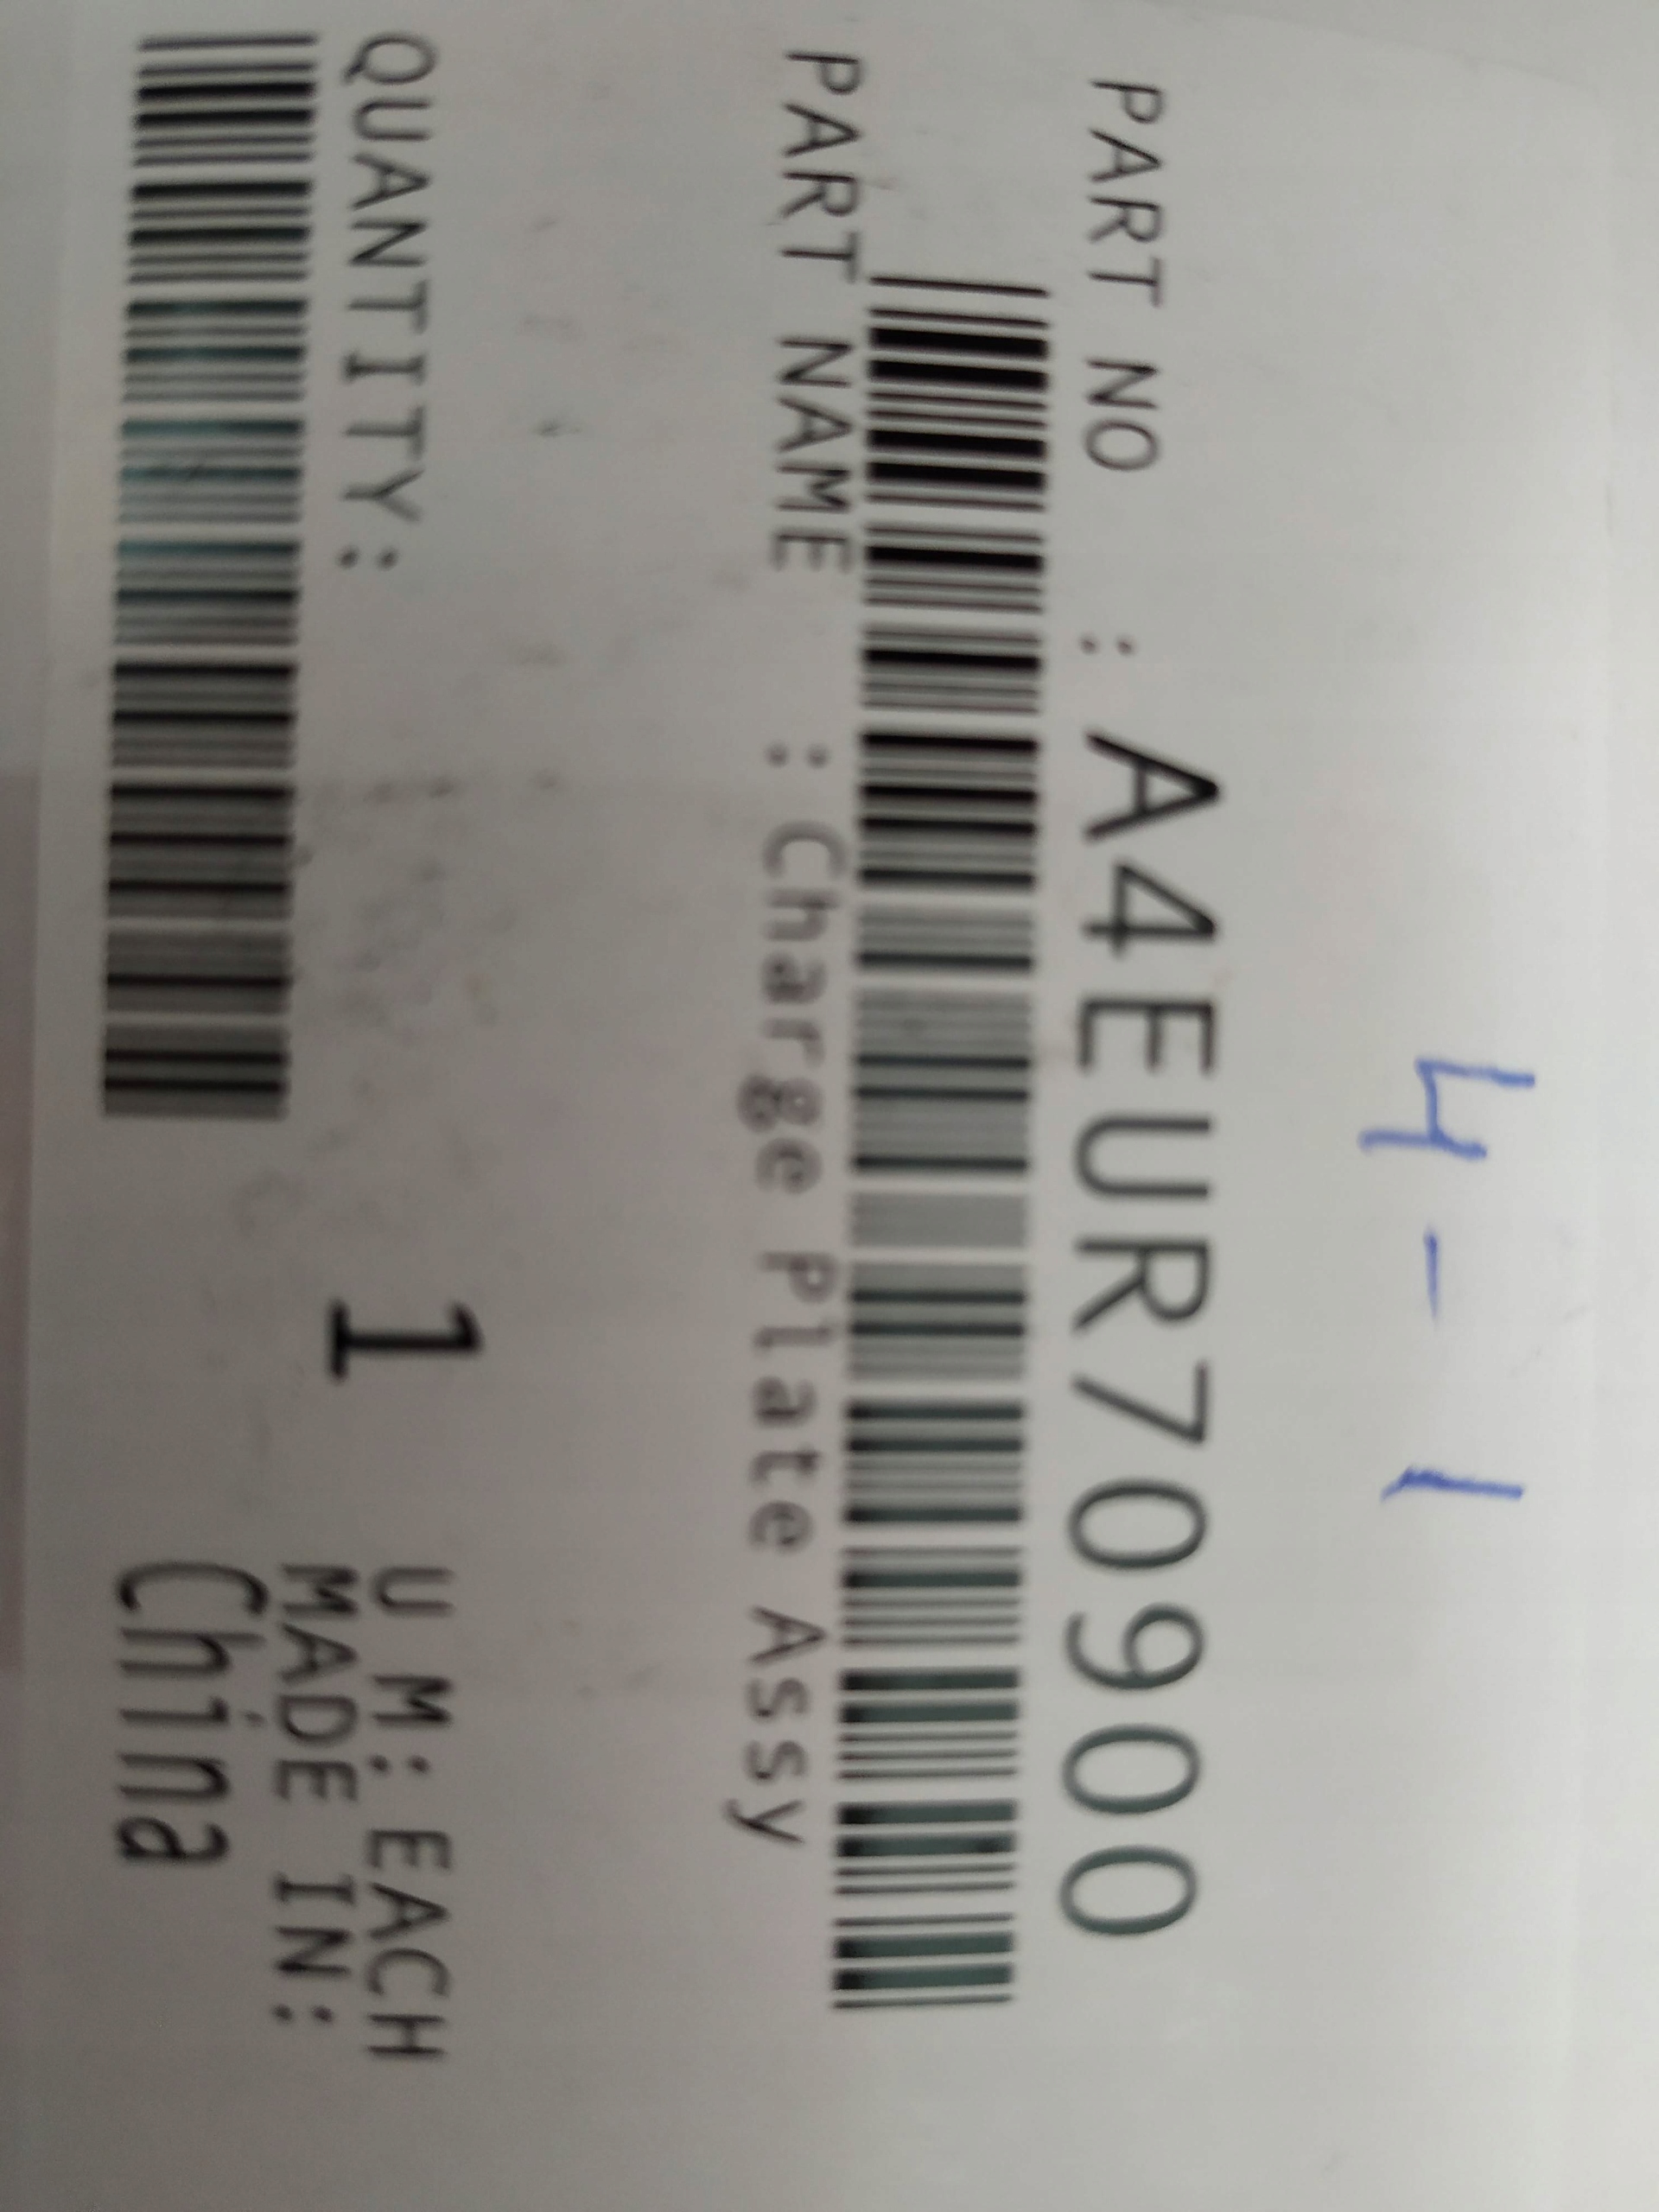 4-1
PART NO : A4EUR70900
PART NAME : Charge Plate Assy
QUANTITY: 1 U M: EACH
MADE IN:
China